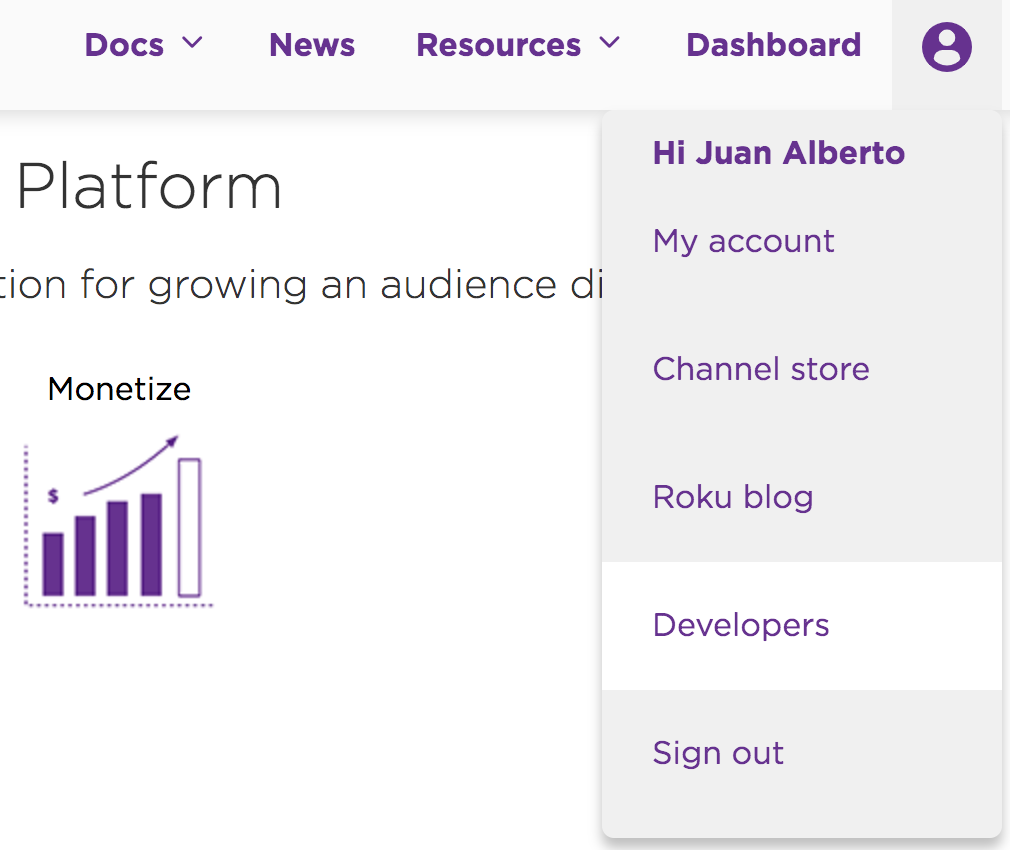 Docs
News
Resources
Dashboard
Hi Juan Alberto
My account
Channel store
Roku blog
Developers
Sign out
Platform
tion for growing an audience di
Monetize
$